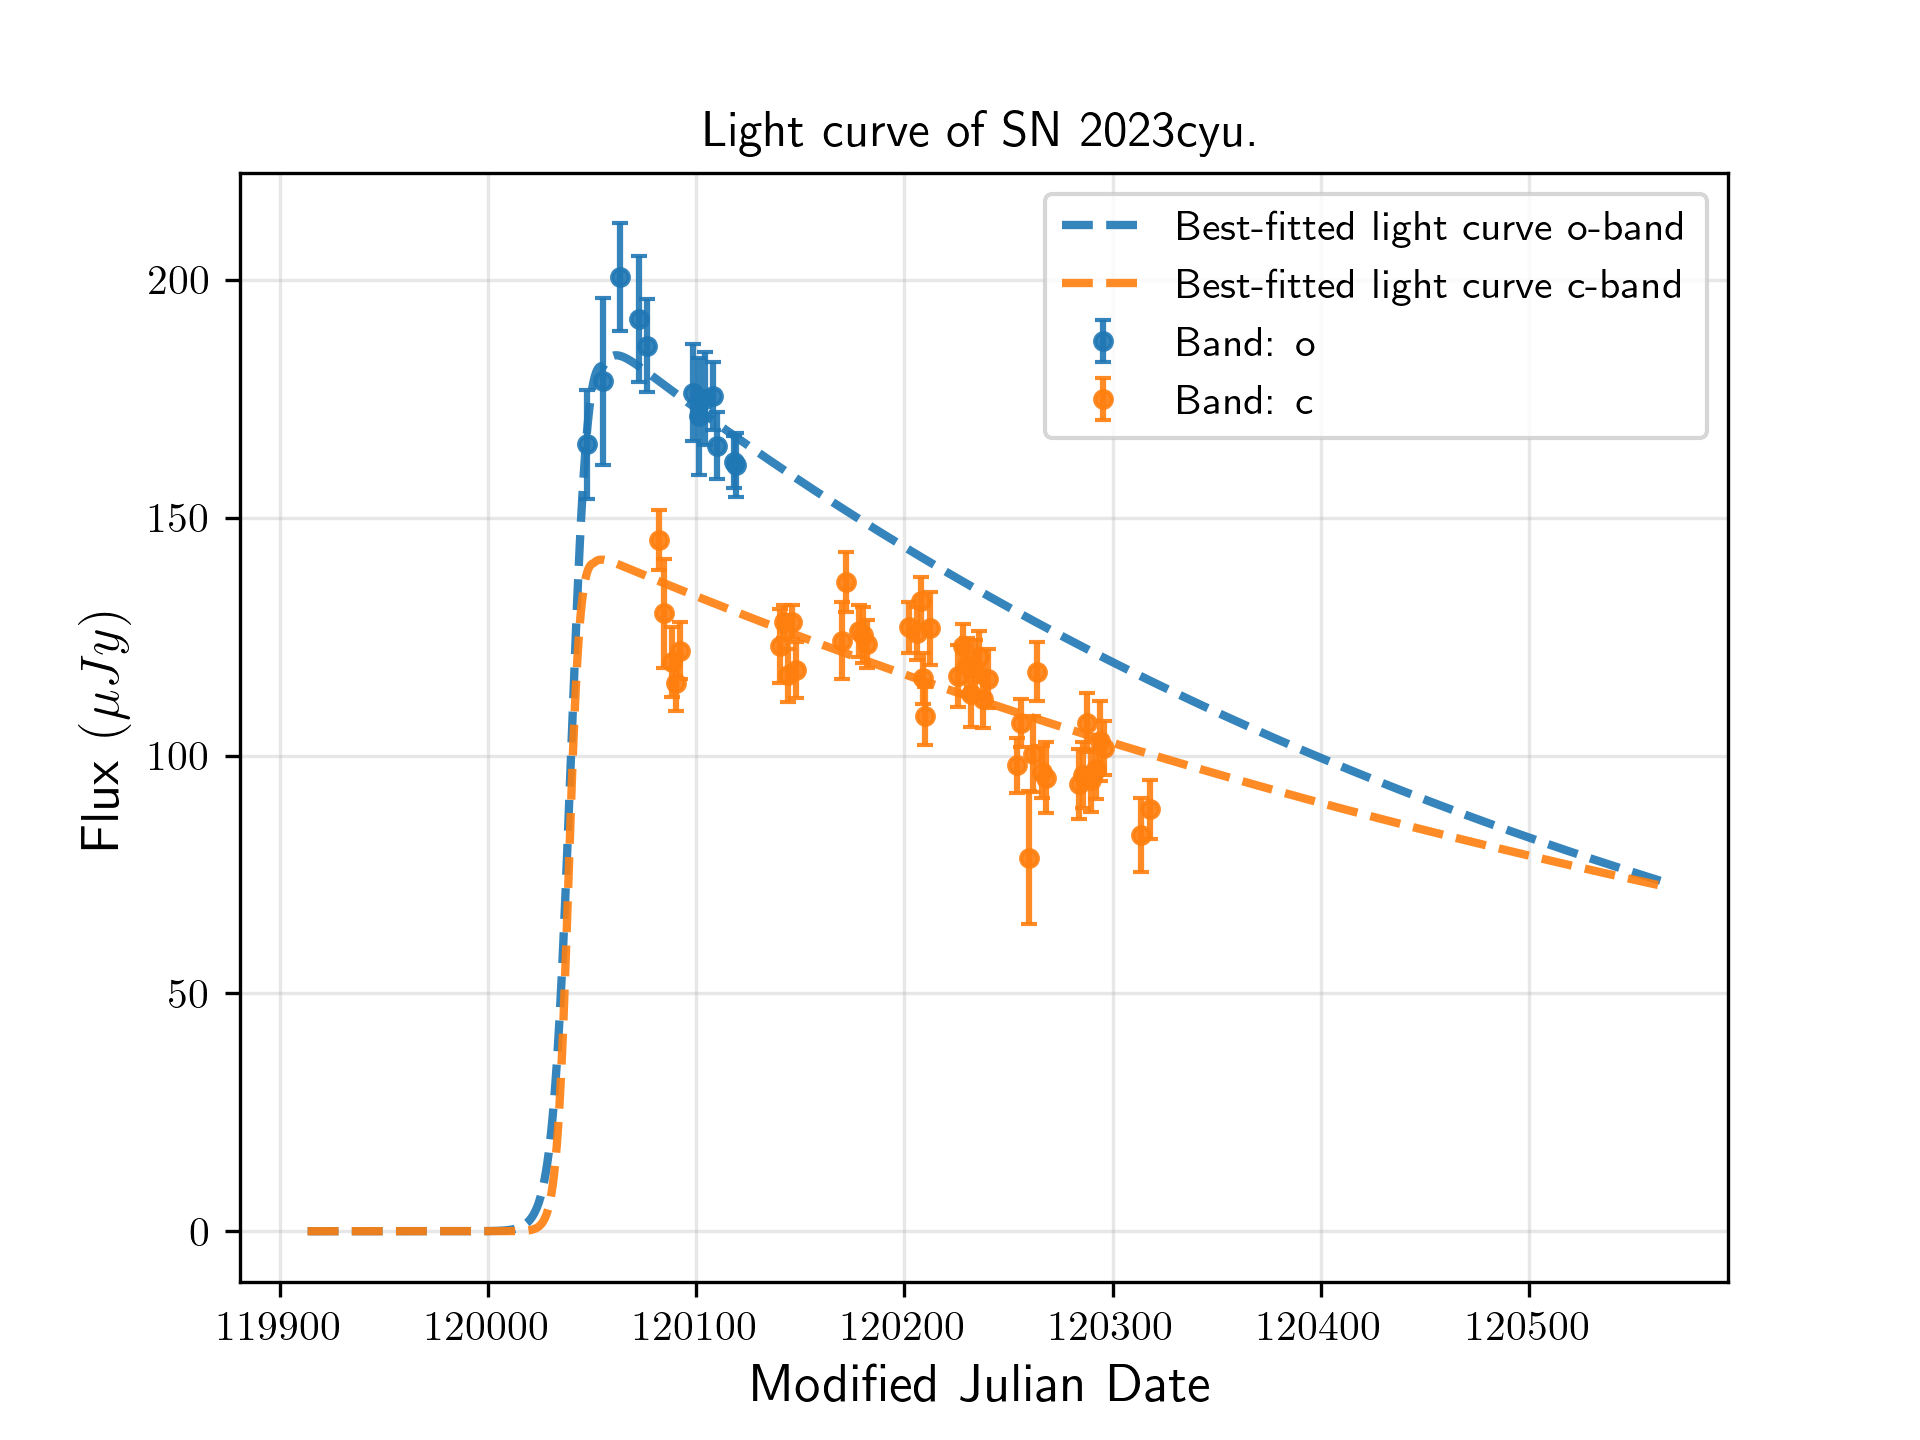 Light curve of SN 2023cyu.
Best-fitted light curve o-band
Best-fitted light curve c-band
Band: o
Band: c
Flux (μJy)
200
150
100
50
0
119900 120000 120100 120200 120300 120400 120500
Modified Julian Date